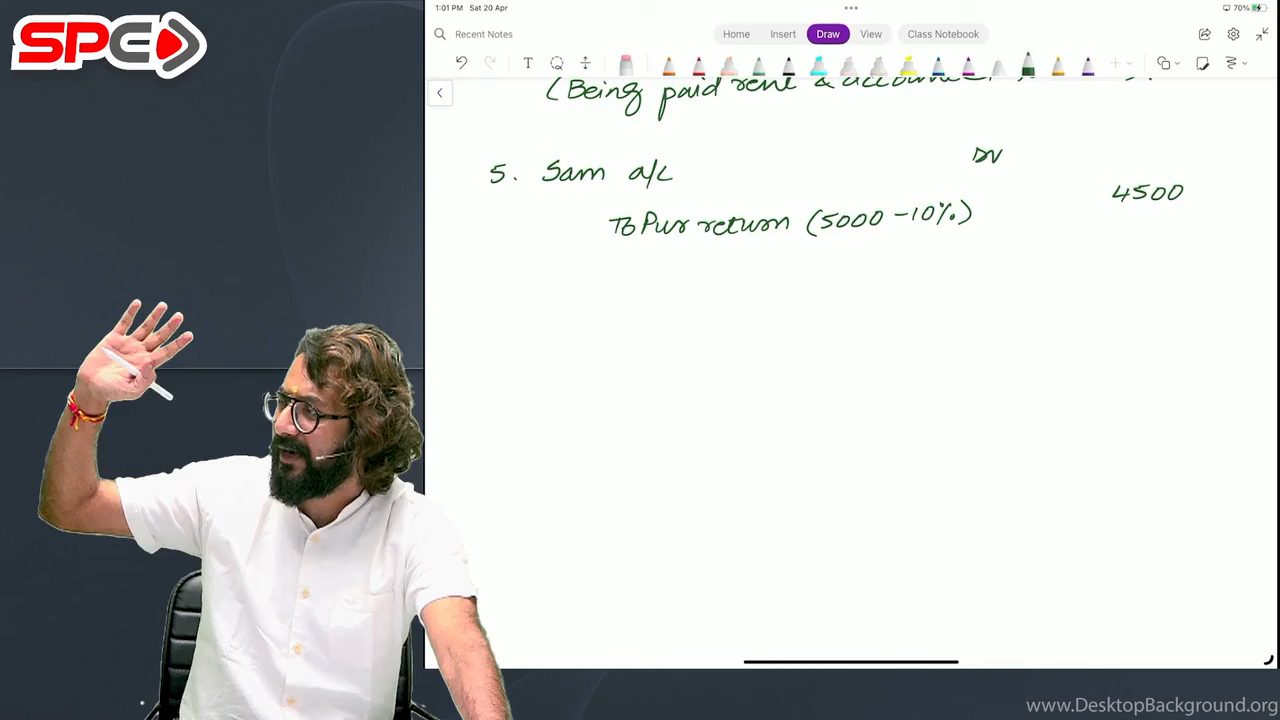 SPC
1:01 PM Sat 20 Apr
70%
Recent Notes
Home Insert Draw View Class Notebook
T
(Being paid rent &
5. Sam a/c Dr
4500
To Pur return (5000 - 10%)
www.DesktopBackground.org